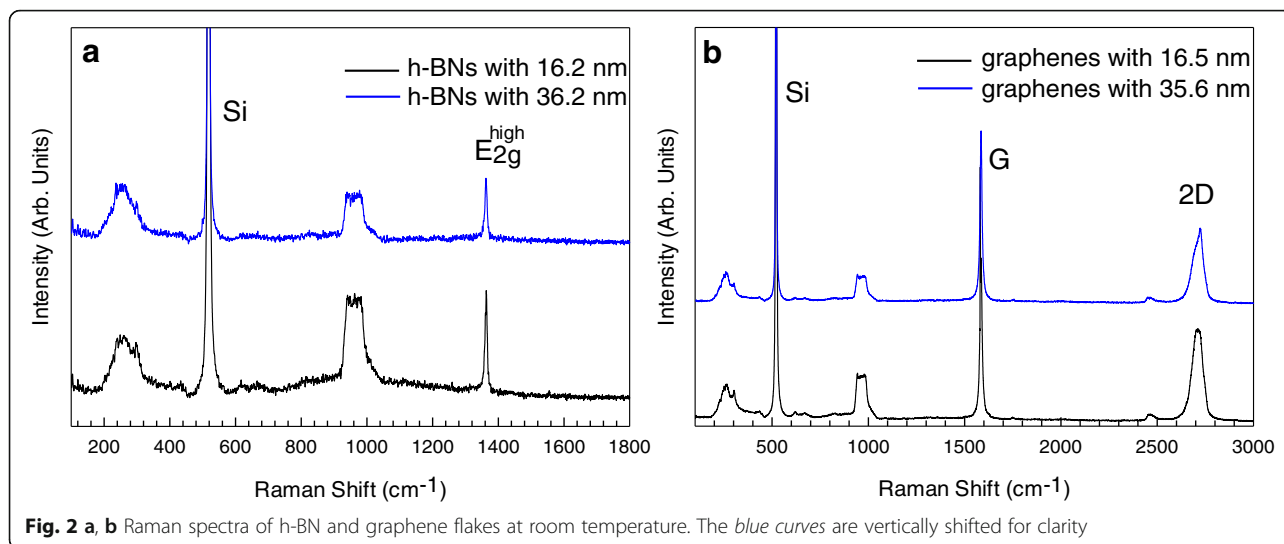 a
h-BNs with 16.2 nm
h-BNs with 36.2 nm
Si
E2g high
Intensity (Arb. Units)
200 400 600 800 1000 1200 1400 1600 1800
Raman Shift (cm-1)
b
graphenes with 16.5 nm
graphenes with 35.6 nm
Si
G
2D
Intensity (Arb. Units)
500 1000 1500 2000 2500 3000
Raman Shift (cm-1)
Fig. 2 a, b Raman spectra of h-BN and graphene flakes at room temperature. The blue curves are vertically shifted for clarity